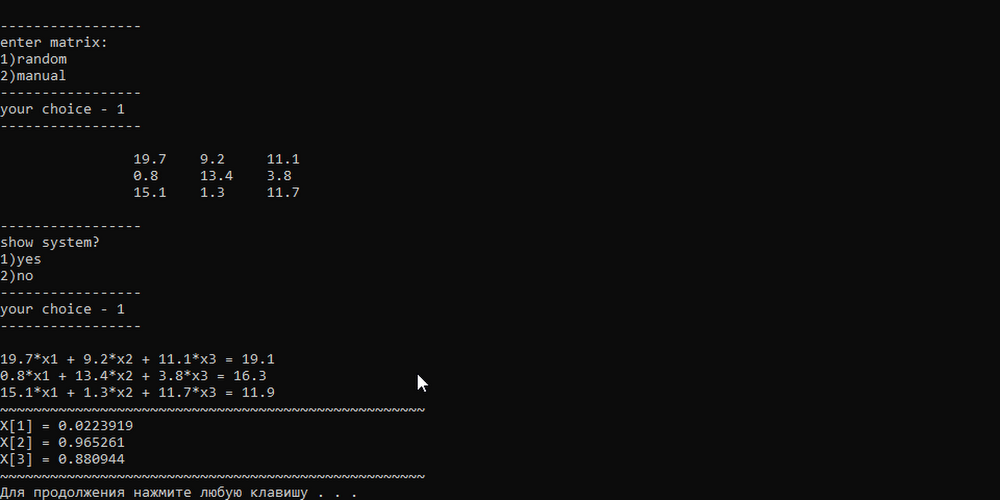 -----------------
enter matrix:
1)random
2)manual
-----------------
your choice - 1
-----------------
19.7 9.2 11.1
0.8 13.4 3.8
15.1 1.3 11.7
-----------------
show system?
1)yes
2)no
-----------------
your choice - 1
-----------------
19.7*x1 + 9.2*x2 + 11.1*x3 = 19.1
0.8*x1 + 13.4*x2 + 3.8*x3 = 16.3
15.1*x1 + 1.3*x2 + 11.7*x3 = 11.9
~~~~~~~~~~~~~~~~~~~~~~~~~~~~~~~~~~~~~~~~~~~~~~~~~~~
X[1] = 0.0223919
X[2] = 0.965261
X[3] = 0.880944
~~~~~~~~~~~~~~~~~~~~~~~~~~~~~~~~~~~~~~~~~~~~~~~~~~~
Для продолжения нажмите любую клавишу . . .